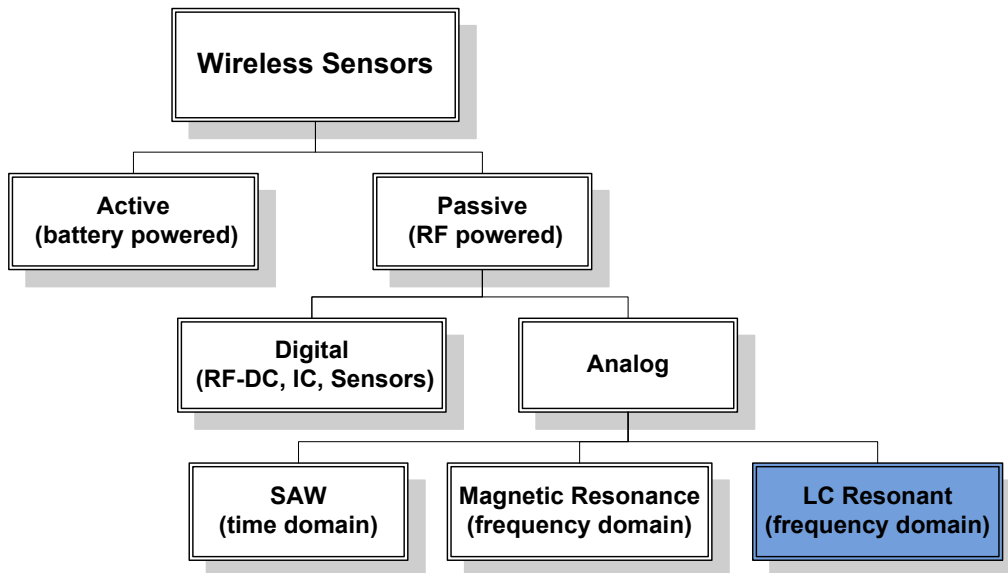 Wireless Sensors
Active
(battery powered)
Passive
(RF powered)
Digital
(RF-DC, IC, Sensors)
Analog
SAW
(time domain)
Magnetic Resonance
(frequency domain)
LC Resonant
(frequency domain)